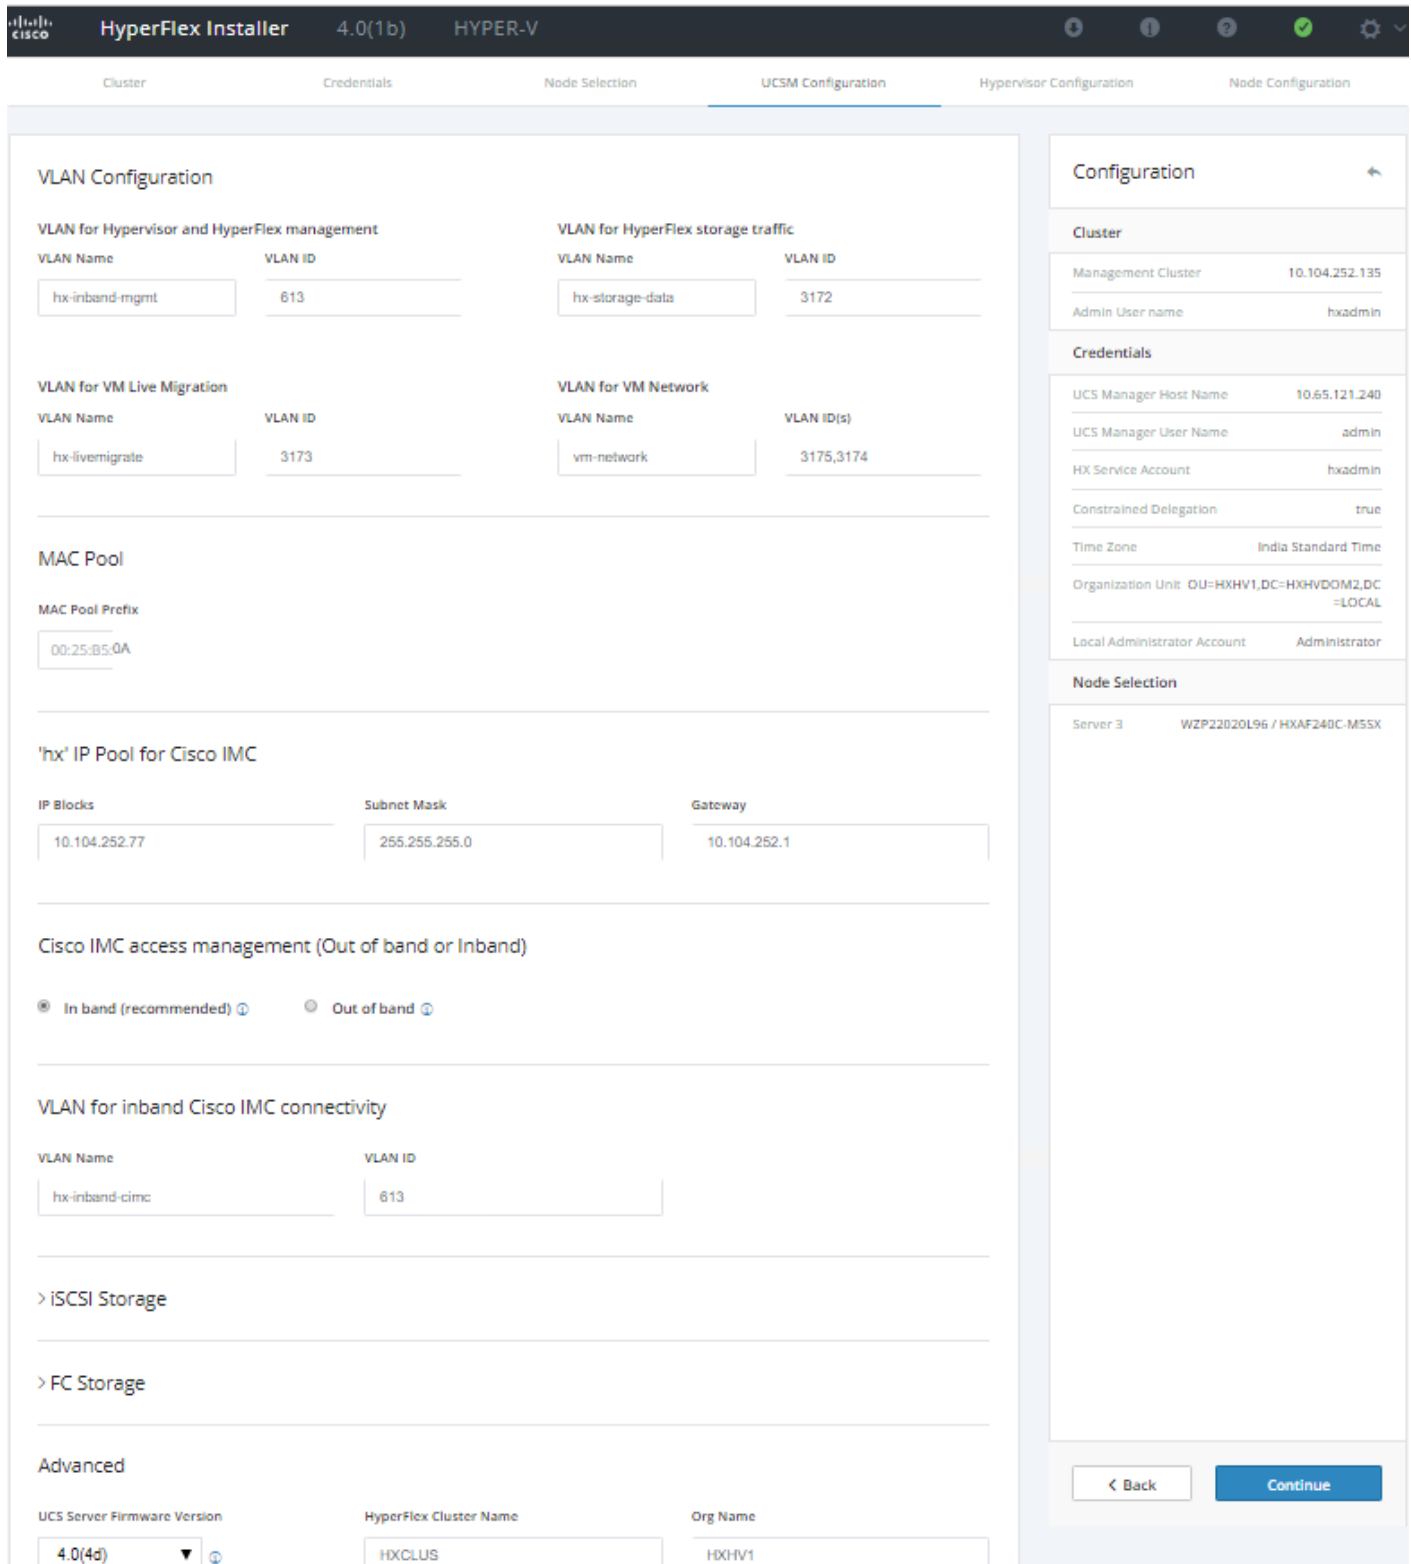 cisco HyperFlex Installer 4.0(1b) HYPER-V
Cluster Credentials Node Selection UCSM Configuration Hypervisor Configuration Node Configuration
VLAN Configuration
VLAN for Hypervisor and HyperFlex management VLAN for HyperFlex storage traffic
VLAN Name VLAN ID VLAN Name VLAN ID
hx-inband-mgmt 613 hx-storage-data 3172
VLAN for VM Live Migration VLAN for VM Network
VLAN Name VLAN ID VLAN Name VLAN ID(s)
hx-livemigrate 3173 vm-network 3175,3174
MAC Pool
MAC Pool Prefix
00:25:B5:0A
'hx' IP Pool for Cisco IMC
IP Blocks Subnet Mask Gateway
10.104.252.77 255.255.255.0 10.104.252.1
Cisco IMC access management (Out of band or Inband)
In band (recommended) Out of band
VLAN for inband Cisco IMC connectivity
VLAN Name VLAN ID
hx-inband-cimc 613
> iSCSI Storage
> FC Storage
Advanced
UCS Server Firmware Version HyperFlex Cluster Name Org Name
4.0(4d) HXCLUS HXHV1
Configuration
Cluster
Management Cluster 10.104.252.135
Admin User name hxadmin
Credentials
UCS Manager Host Name 10.65.121.240
UCS Manager User Name admin
HX Service Account hxadmin
Constrained Delegation true
Time Zone India Standard Time
Organization Unit OU=HXHV1,DC=HXHVDOM2,DC
=LOCAL
Local Administrator Account Administrator
Node Selection
Server 3 WZP22020L96 / HXAF240C-M5SX
< Back Continue